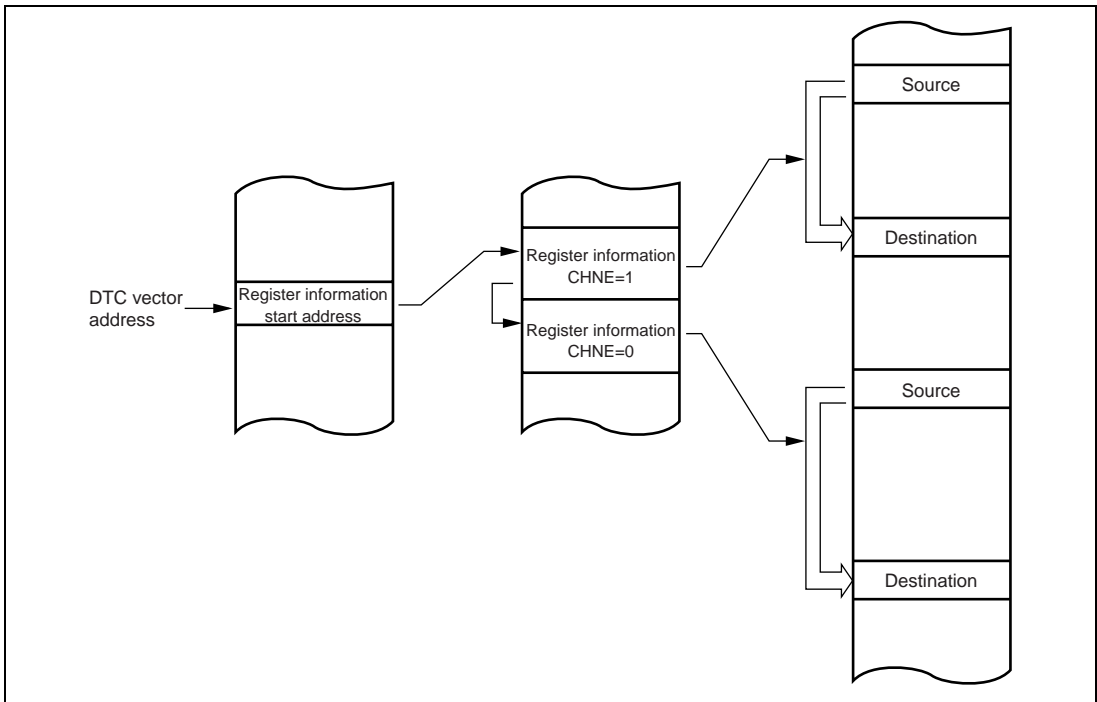 DTC vector
address
Register information
start address
Register information
CHNE=1
Register information
CHNE=0
Source
Destination
Source
Destination